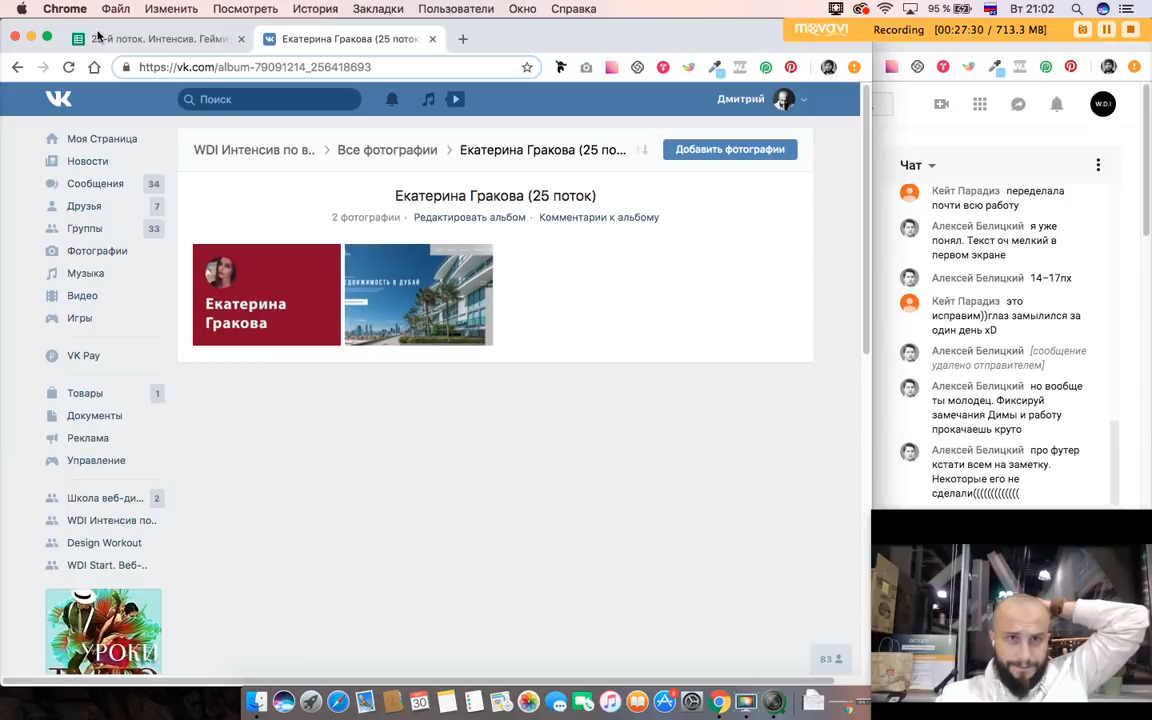 Chrome Файл Изменить Посмотреть История Закладки Пользователи Окно Справка
95 % Вт 21:02
movavi Recording [00:27:30 / 713.3 MB]
й поток. Интенсив. Гейми
Екатерина Гракова (25 поток
https://vk.com/album-79091214_256418693
Поиск
Дмитрий
W.D.I
Моя Страница
Новости
Сообщения 34
Друзья 7
Группы 33
Фотографии
Музыка
Видео
Игры
VK Pay
Товары 1
Документы
Реклама
Управление
Школа веб-ди... 2
WDI Интенсив по..
Design Workout
WDI Start. Веб-..
УРОКИ
WDI Интенсив по в.. Все фотографии Екатерина Гракова (25 по...
Добавить фотографии
Екатерина Гракова (25 поток)
2 фотографии · Редактировать альбом · Комментарии к альбому
Екатерина
Гракова
ДВИЖИМОСТЬ В ДУБАЙ
83
Чат
Кейт Парадиз переделала
почти всю работу
Алексей Белицкий я уже
понял. Текст оч мелкий в
первом экране
Алексей Белицкий 14–17пх
Кейт Парадиз это
исправим))глаз замылился за
один день xD
Алексей Белицкий [сообщение
удалено отправителем]
Алексей Белицкий но вообще
ты молодец. Фиксируй
замечания Димы и работу
прокачаешь круто
Алексей Белицкий про футер
кстати всем на заметку.
Некоторые его не
сделали(((((((((((((
30